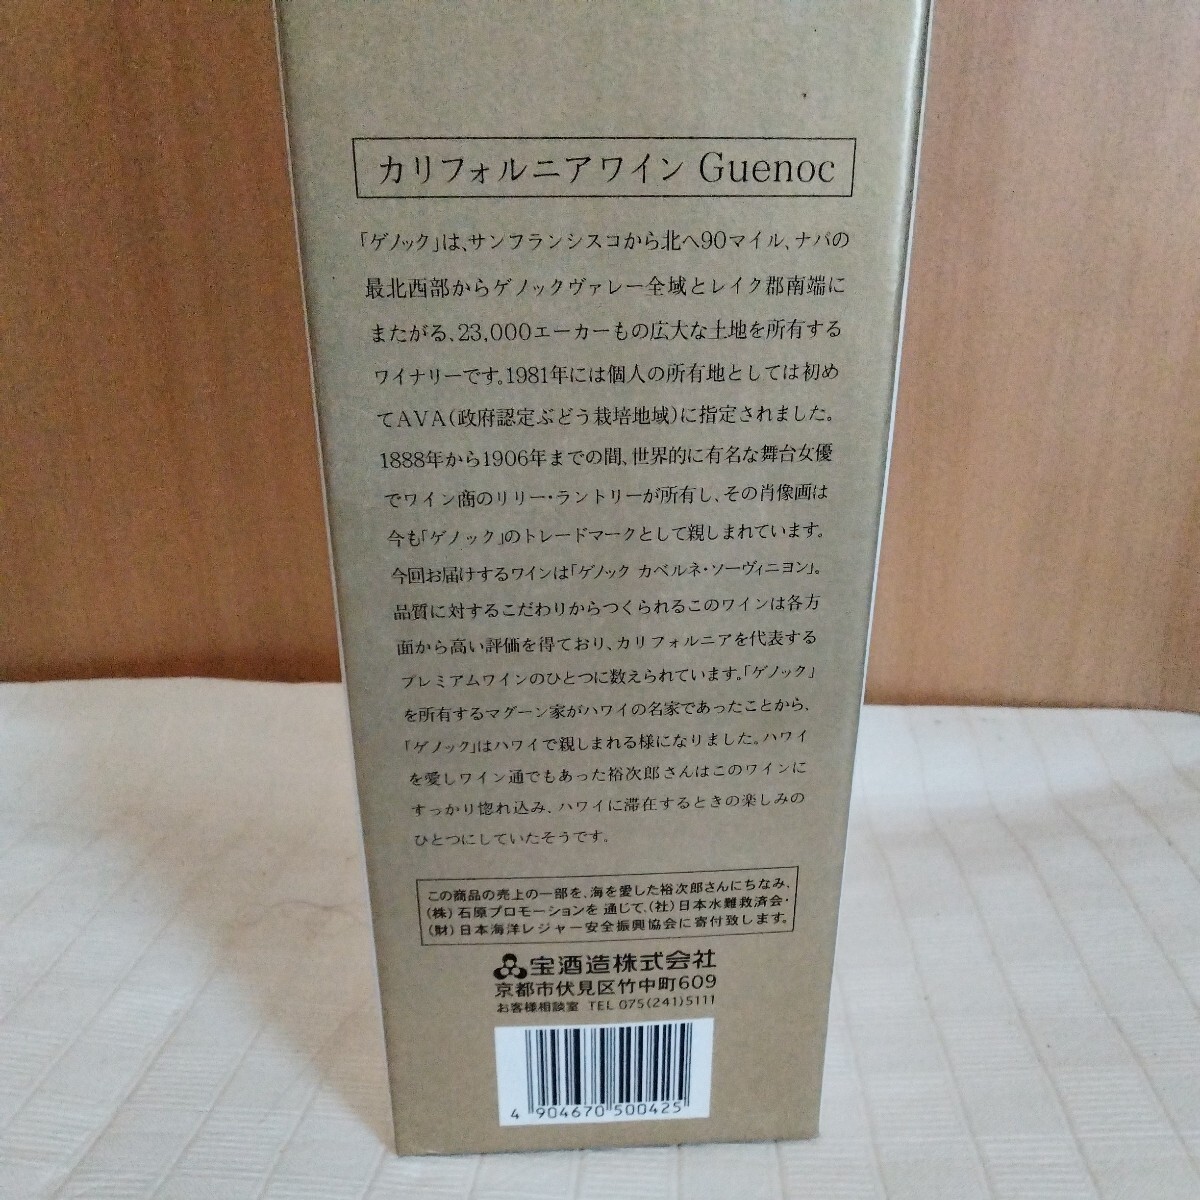 カリフォルニアワイン Guenoc
「ゲノック」は、サンフランシスコから北へ90マイル、ナパの
最北西部からゲノックヴァレー全域とレイク郡南端に
またがる、23,000エーカーもの広大な土地を所有する
ワイナリーです。1981年には個人の所有地としては初め
てAVA(政府認定ぶどう栽培地域)に指定されました。
1888年から1906年までの間、世界的に有名な舞台女優
でワイン商のリリー・ラントリーが所有し、その肖像画は
今も「ゲノック」のトレードマークとして親しまれています。
今回お届けするワインは「ゲノック カベルネ・ソーヴィニヨン」。
品質に対するこだわりからつくられるこのワインは各方
面から高い評価を得ており、カリフォルニアを代表する
プレミアムワインのひとつに数えられています。「ゲノック」
を所有するマグーン家がハワイの名家であったことから、
「ゲノック」はハワイで親しまれる様になりました。ハワイ
を愛しワイン通でもあった裕次郎さんはこのワインに
すっかり惚れ込み、ハワイに滞在するときの楽しみの
ひとつにしていたそうです。
この商品の売上の一部を、海を愛した裕次郎さんにちなみ、
(株)石原プロモーションを通じて、(社)日本水難救済会・
(財)日本海洋レジャー安全振興協会に寄付致します。
宝酒造株式会社
京都市伏見区竹中町609
お客様相談室 TEL 075(241)5111
4 904670 500425